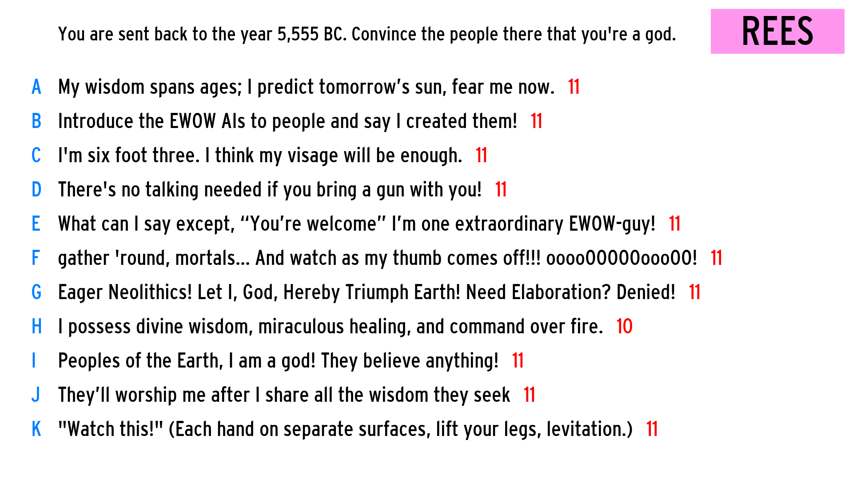 You are sent back to the year 5,555 BC. Convince the people there that you're a god.
REES
A My wisdom spans ages; I predict tomorrow’s sun, fear me now. 11
B Introduce the EWOW AIs to people and say I created them! 11
C I'm six foot three. I think my visage will be enough. 11
D There's no talking needed if you bring a gun with you! 11
E What can I say except, “You’re welcome” I’m one extraordinary EWOW-guy! 11
F gather 'round, mortals... And watch as my thumb comes off!!! oooo00000ooo00! 11
G Eager Neolithics! Let I, God, Hereby Triumph Earth! Need Elaboration? Denied! 11
H I possess divine wisdom, miraculous healing, and command over fire. 10
I Peoples of the Earth, I am a god! They believe anything! 11
J They’ll worship me after I share all the wisdom they seek 11
K "Watch this!" (Each hand on separate surfaces, lift your legs, levitation.) 11